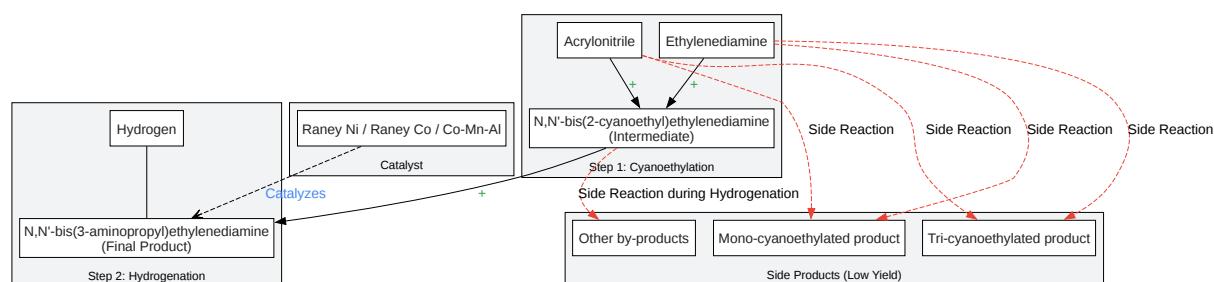 Acrylonitrile
Ethylenediamine
+
+
N,N'-bis(2-cyanoethyl)ethylenediamine
(Intermediate)
Step 1: Cyanoethylation
Hydrogen
Raney Ni / Raney Co / Co-Mn-Al
Catalyst
Side Reaction
Side Reaction
Side Reaction
Side Reaction
Catalyzes
+
Side Reaction during Hydrogenation
N,N'-bis(3-aminopropyl)ethylenediamine
(Final Product)
Step 2: Hydrogenation
Other by-products
Mono-cyanoethylated product
Tri-cyanoethylated product
Side Products (Low Yield)